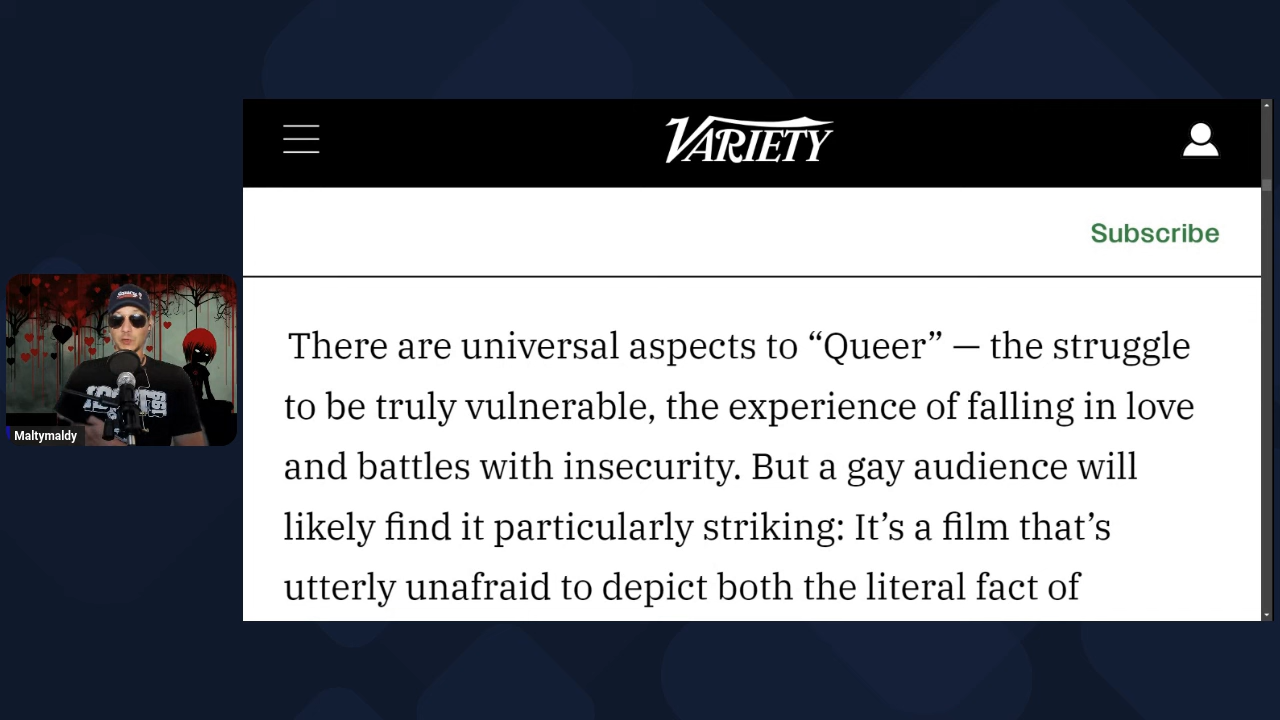 VARIETY
Subscribe
There are universal aspects to “Queer” — the struggle
to be truly vulnerable, the experience of falling in love
and battles with insecurity. But a gay audience will
likely find it particularly striking: It’s a film that’s
utterly unafraid to depict both the literal fact of
Maltymaldy